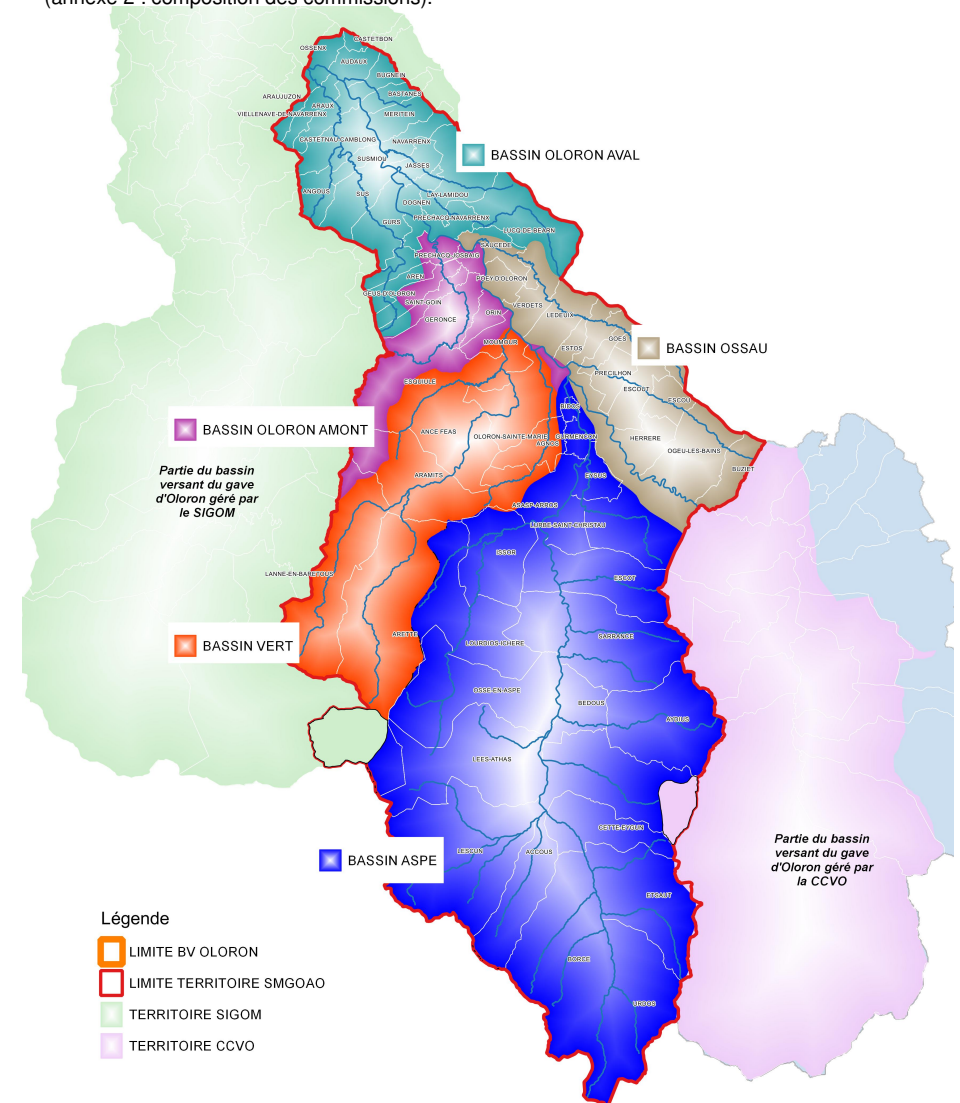 (annexe 2 : composition des commissions).
CASTETBON
OSSENX
AUDAUX
BUGNEIN
BASTANES
ARAUJUZON
ARAUX
VIELLENAVE-DE-NAVARRENX
MERITEIN
CASTETNAU-CAMBLONG
NAVARRENX
BASSIN OLORON AVAL
SUSMIOU
JASSES
ANGOUS
SUS
LAY-LAMIDOU
DOGNEN
PRECHACQ-NAVARRENX
GURS
LUCQ-DE-BEARN
SAUCEDE
PRECHACQ-JOSBAIG
AREN
POEY-D'OLORON
GEUS-D'OLORON
SAINT-GOIN
VERDETS
ORIN
LEDEUIX
GERONCE
GOES
MOUMOUR
ESTOS
BASSIN OSSAU
PRECILHON
ESQUIULE
ESCOUT
ESCOU
BIDOS
BASSIN OLORON AMONT
ANCE FEAS
OLORON-SAINTE-MARIE
GURMENCON
AGNOS
HERRERE
OGEU-LES-BAINS
BUZIET
Partie du bassin
versant du gave
d'Oloron géré par
le SIGOM
ARAMITS
EYSUS
ASASP-ARROS
LURBE-SAINT-CHRISTAU
ISSOR
LANNE-EN-BARETOUS
ESCOT
ARETTE
SARRANCE
LOURDIOS-ICHERE
BASSIN VERT
OSSE-EN-ASPE
BEDOUS
AYDIUS
LEES-ATHAS
CETTE-EYGUN
LESCUN
ACCOUS
BASSIN ASPE
Partie du bassin
versant du gave
d'Oloron géré par
la CCVO
ETSAUT
BORCE
URDOS
Légende
LIMITE BV OLORON
LIMITE TERRITOIRE SMGOAO
TERRITOIRE SIGOM
TERRITOIRE CCVO